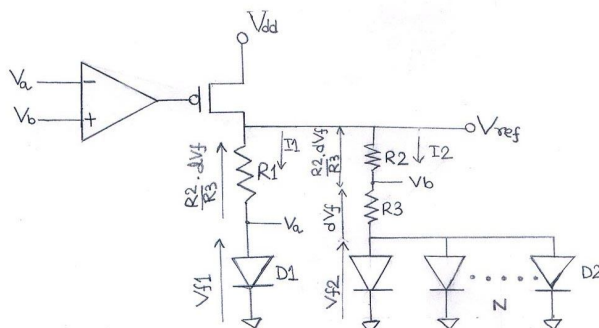 Vdd
Va
−
Vb
+
Vref
I1
I2
R2 . dVf
R3
R1
R2 . dVf
R3
R2
Vb
dVf
R3
Va
Vf1
D1
Vf2
D2
N